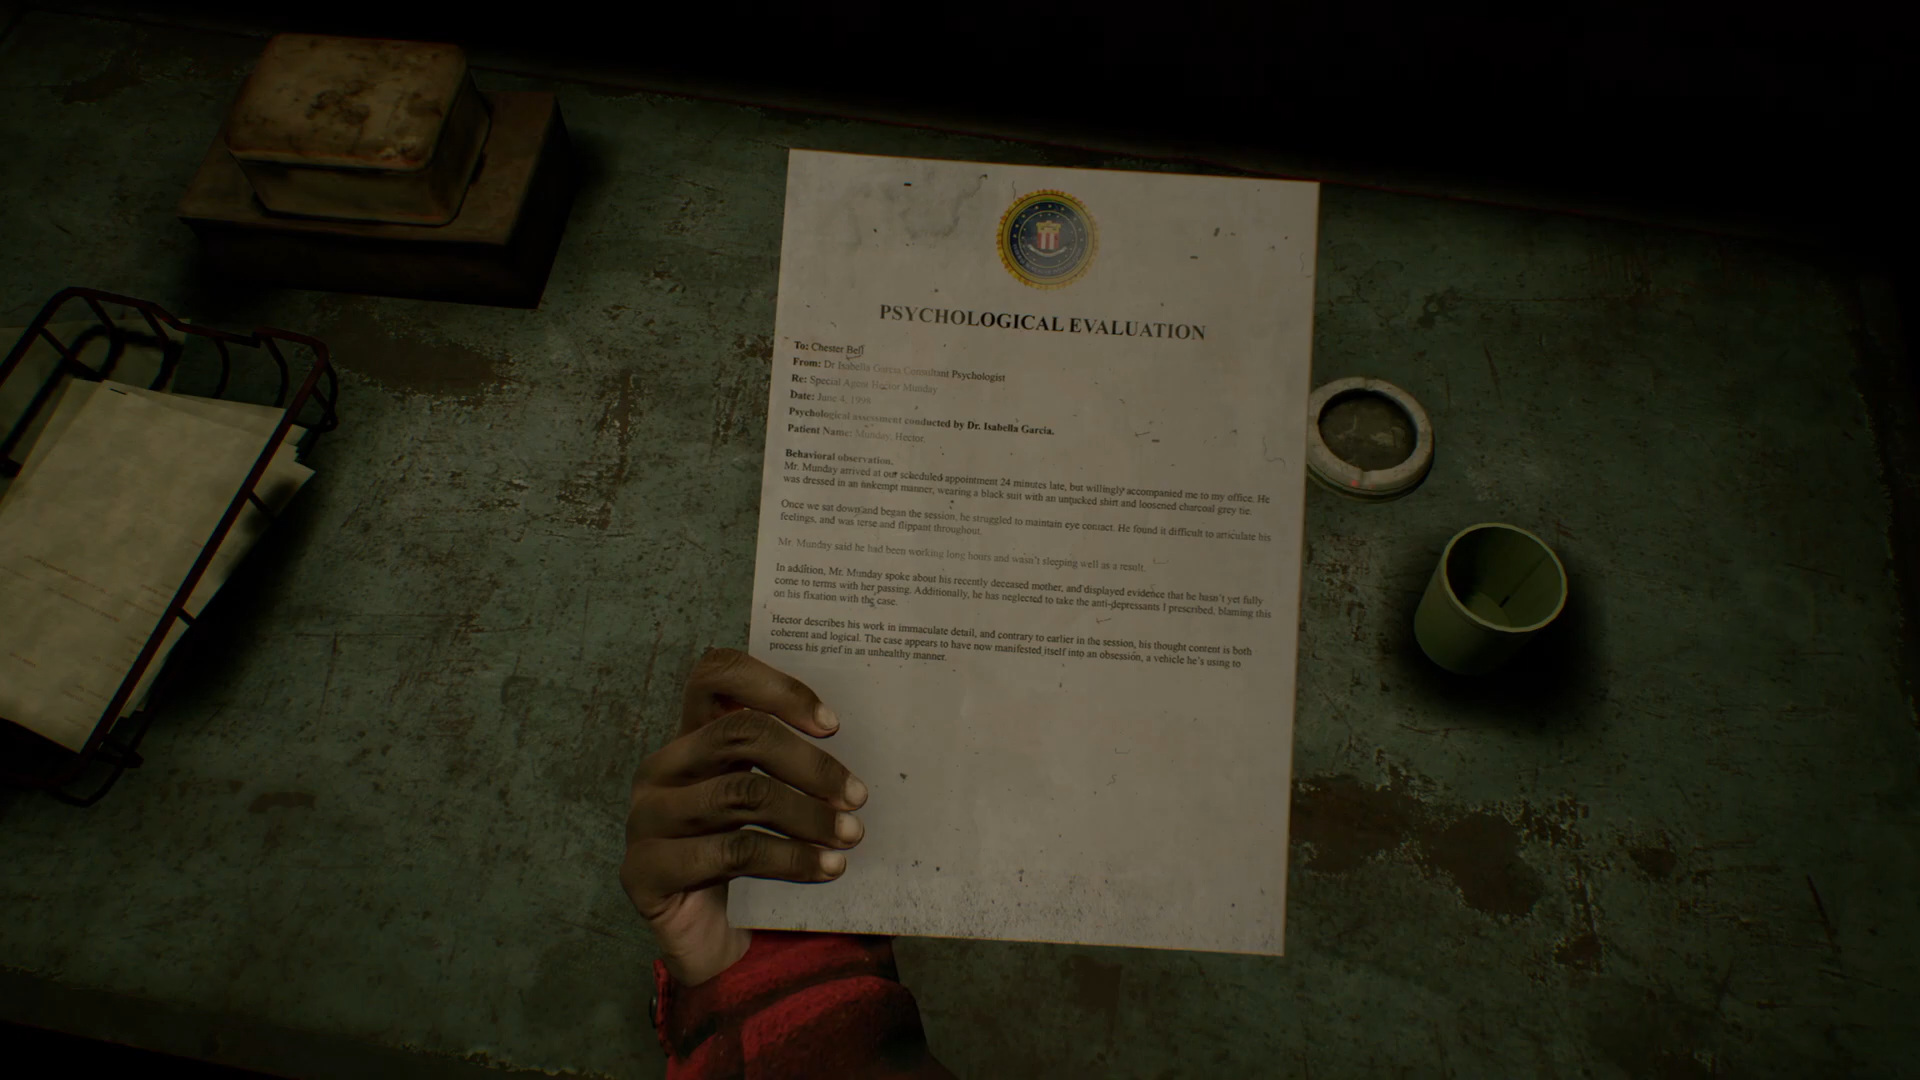 PSYCHOLOGICAL EVALUATION
To: Chester Bell
From: Dr Isabella Garcia Consultant Psychologist
Re: Special Agent Hector Munday
Date: June 4, 1998
Psychological assessment conducted by Dr. Isabella Garcia.
Patient Name: Munday, Hector.
Behavioral observation.
Mr. Munday arrived at our scheduled appointment 24 minutes late, but willingly accompanied me to my office. He
was dressed in an unkempt manner, wearing a black suit with an untucked shirt and loosened charcoal grey tie.
Once we sat down and began the session, he struggled to maintain eye contact. He found it difficult to articulate his
feelings, and was terse and flippant throughout.
Mr. Munday said he had been working long hours and wasn't sleeping well as a result.
In addition, Mr. Munday spoke about his recently deceased mother, and displayed evidence that he hasn't yet fully
come to terms with her passing. Additionally, he has neglected to take the anti-depressants I prescribed, blaming this
on his fixation with the case.
Hector describes his work in immaculate detail, and contrary to earlier in the session, his thought content is both
coherent and logical. The case appears to have now manifested itself into an obsession, a vehicle he's using to
process his grief in an unhealthy manner.